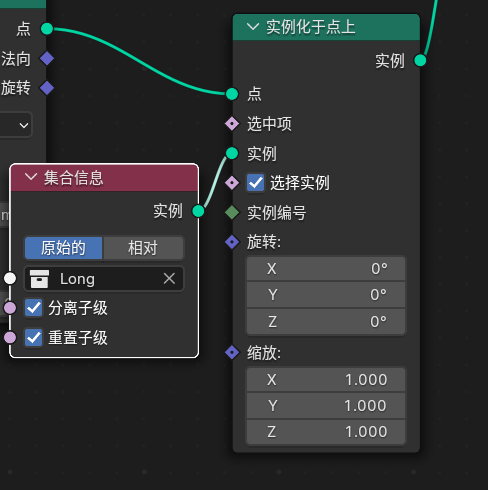 点
法向
旋转
集合信息
实例
原始的 相对
Long
分离子级
重置子级
实例化于点上
实例
点
选中项
实例
选择实例
实例编号
旋转:
X 0°
Y 0°
Z 0°
缩放:
X 1.000
Y 1.000
Z 1.000